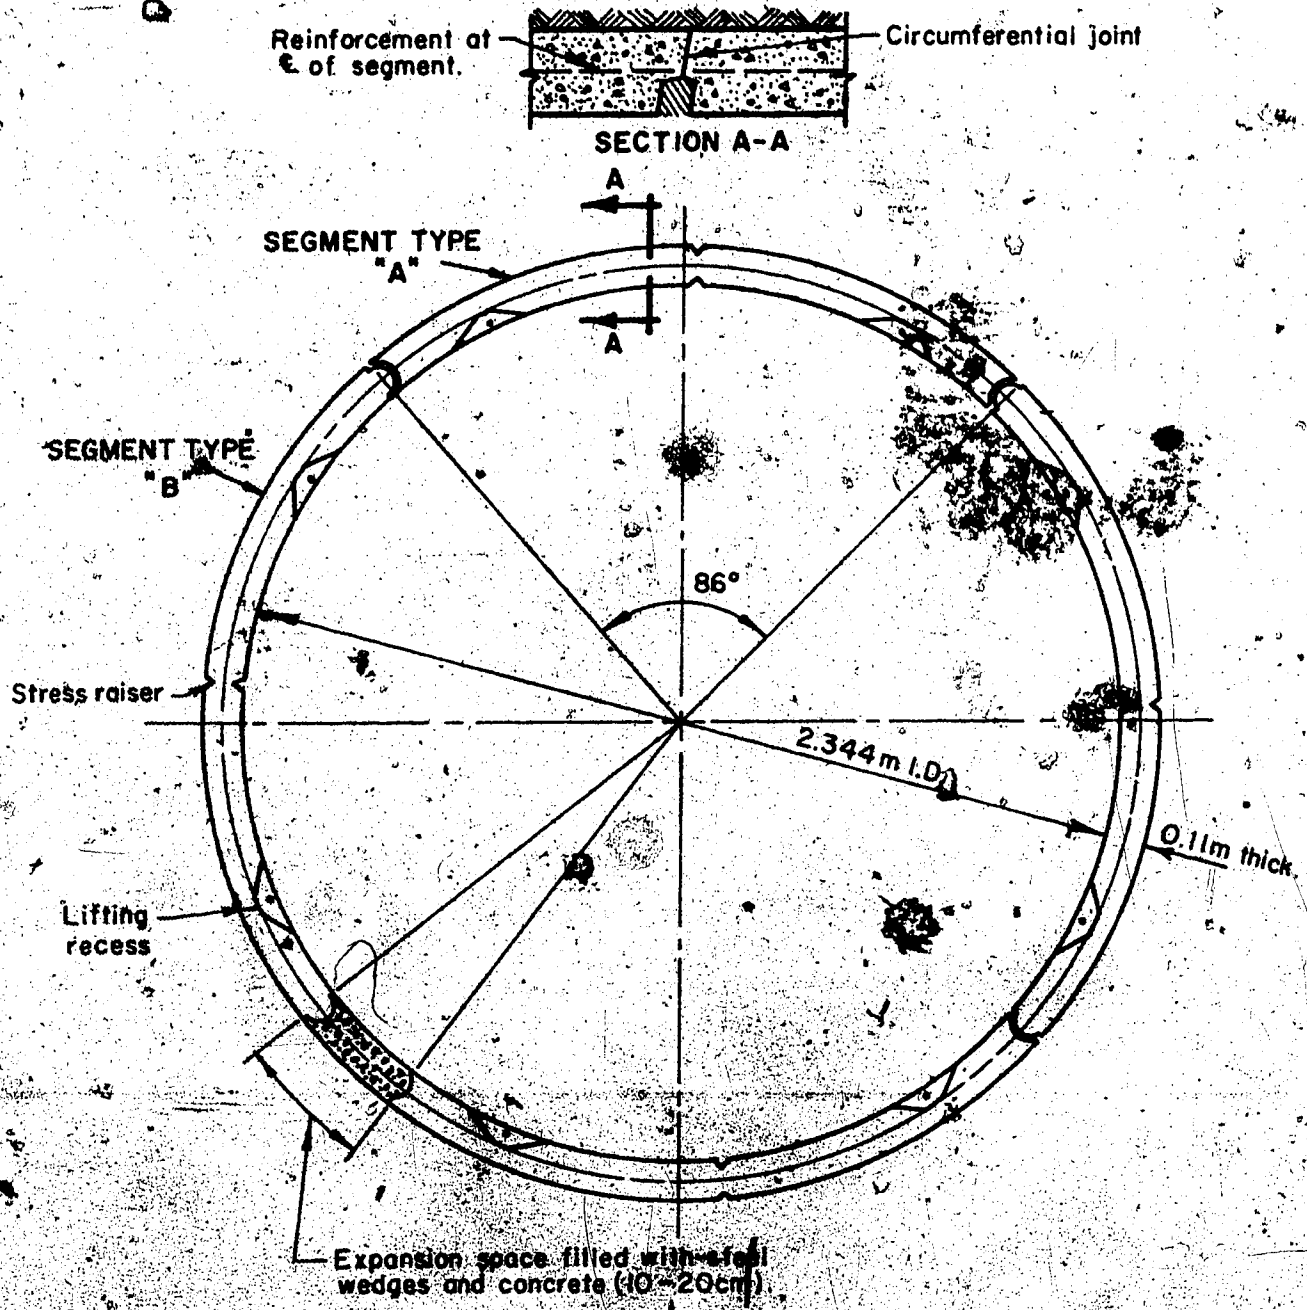 Reinforcement at
℄ of segment.
Circumferential joint
SECTION A-A
A
SEGMENT TYPE
"A"
A
SEGMENT TYPE
"B"
86°
Stress raiser
2.344m I.D.
0.11m thick
Lifting
recess
Expansion space filled with steel
wedges and concrete (10-20cm)